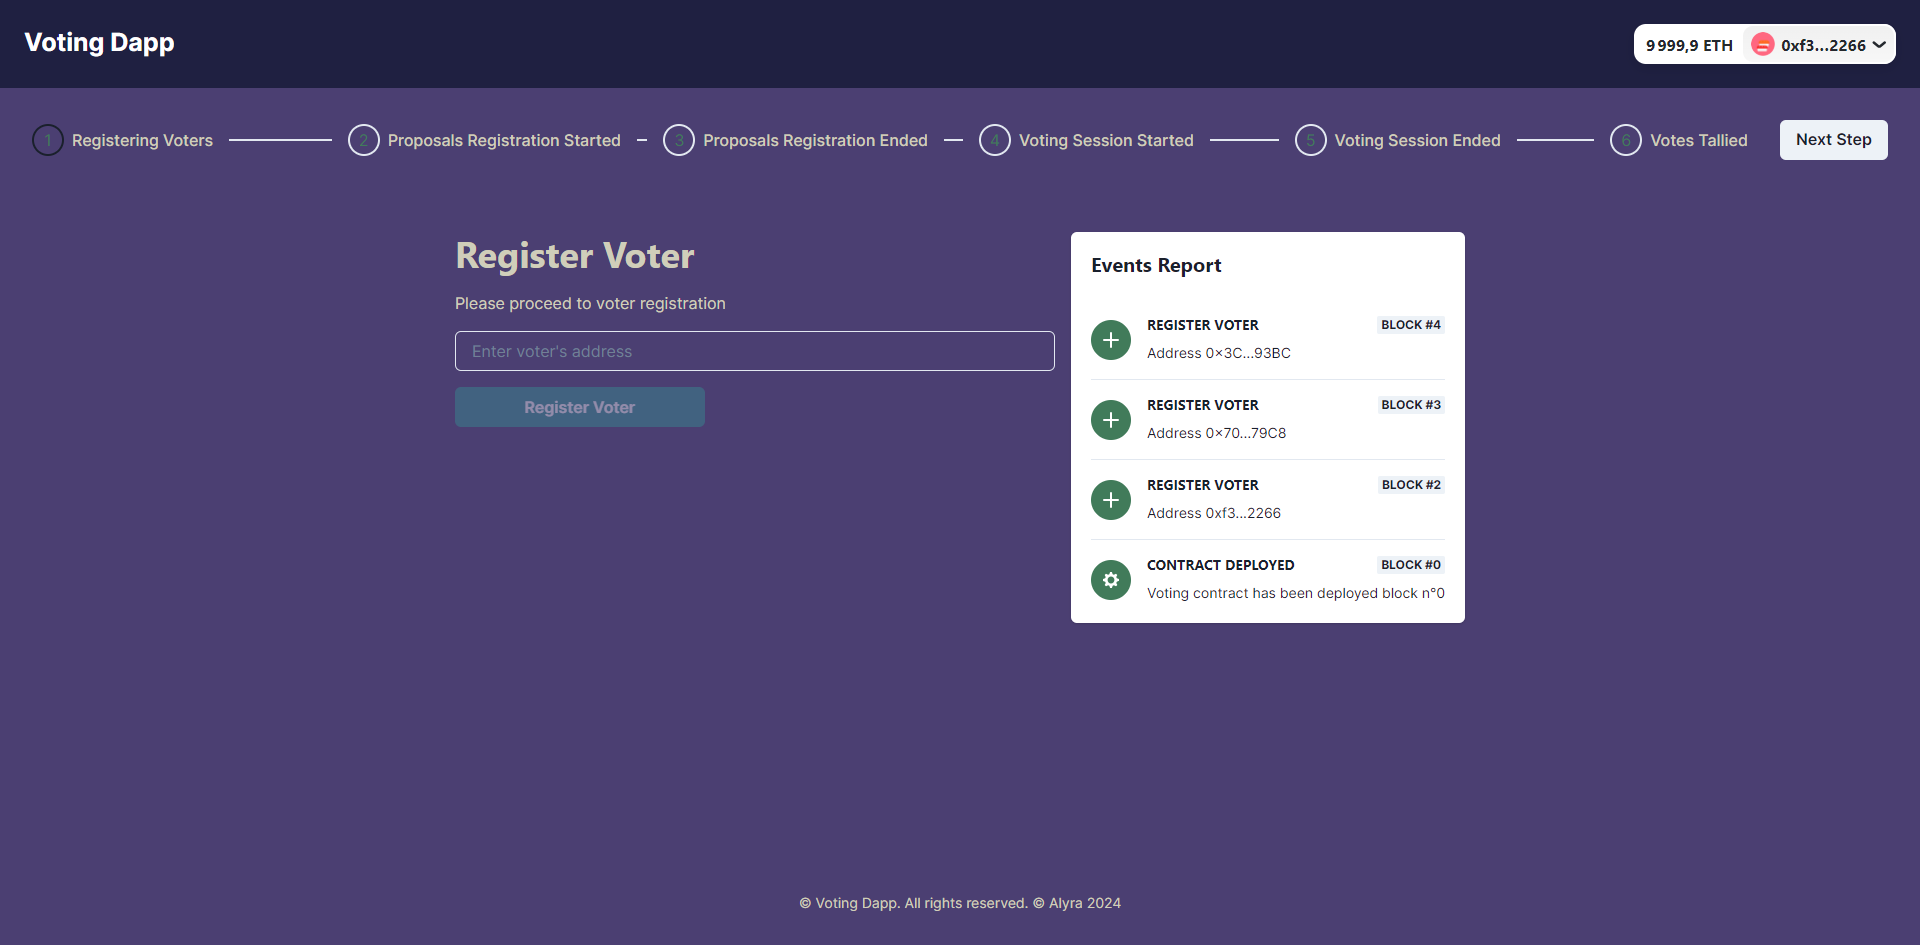 Voting Dapp
9 999,9 ETH
0xf3...2266
1 Registering Voters
2 Proposals Registration Started
3 Proposals Registration Ended
4 Voting Session Started
5 Voting Session Ended
6 Votes Tallied
Next Step
Register Voter
Please proceed to voter registration
Enter voter's address
Register Voter
Events Report
REGISTER VOTER BLOCK #4
Address 0x3C...93BC
REGISTER VOTER BLOCK #3
Address 0x70...79C8
REGISTER VOTER BLOCK #2
Address 0xf3...2266
CONTRACT DEPLOYED BLOCK #0
Voting contract has been deployed block n°0
© Voting Dapp. All rights reserved. © Alyra 2024